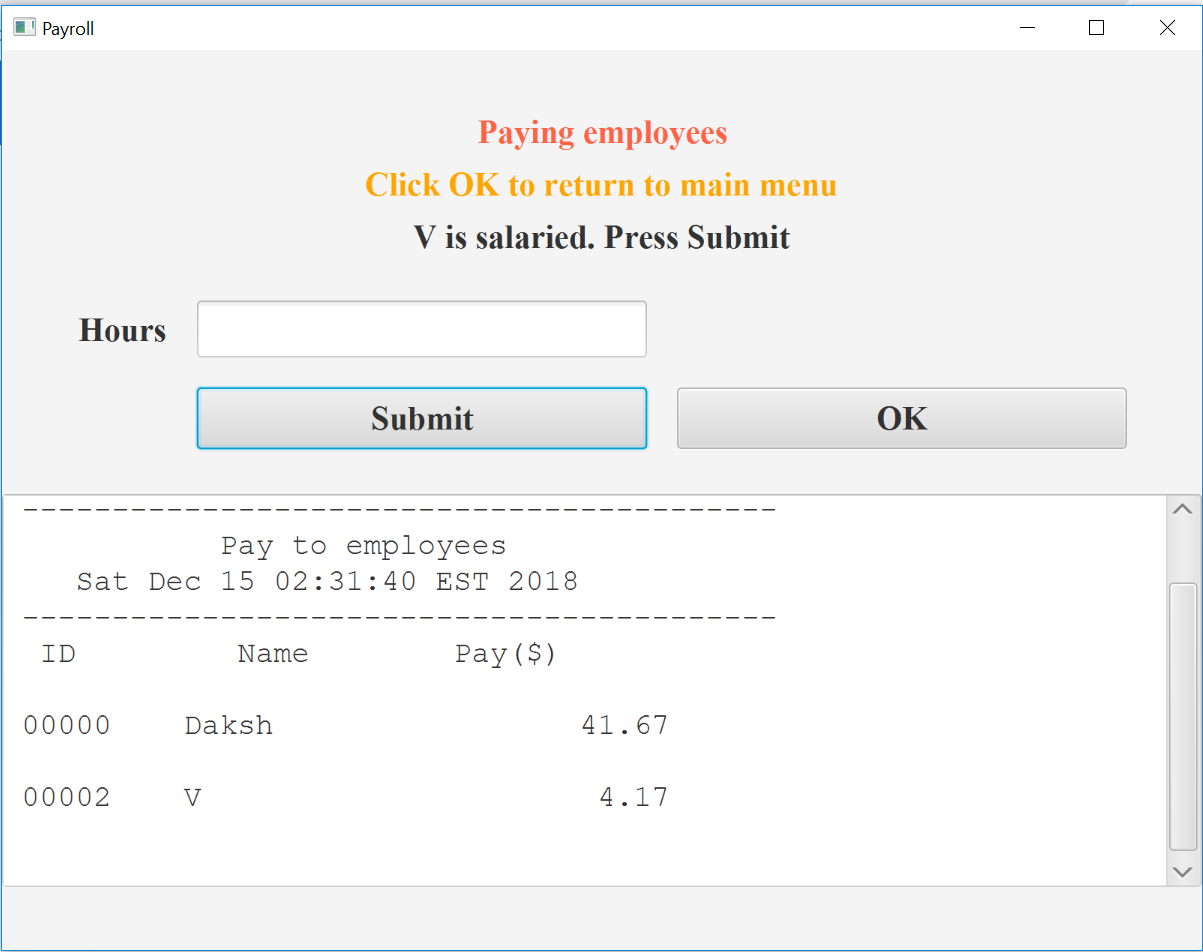 Payroll
Paying employees
Click OK to return to main menu
V is salaried. Press Submit
Hours
Submit OK
------------------------------------------
Pay to employees
Sat Dec 15 02:31:40 EST 2018
------------------------------------------
ID Name Pay($)
00000 Daksh 41.67
00002 V 4.17